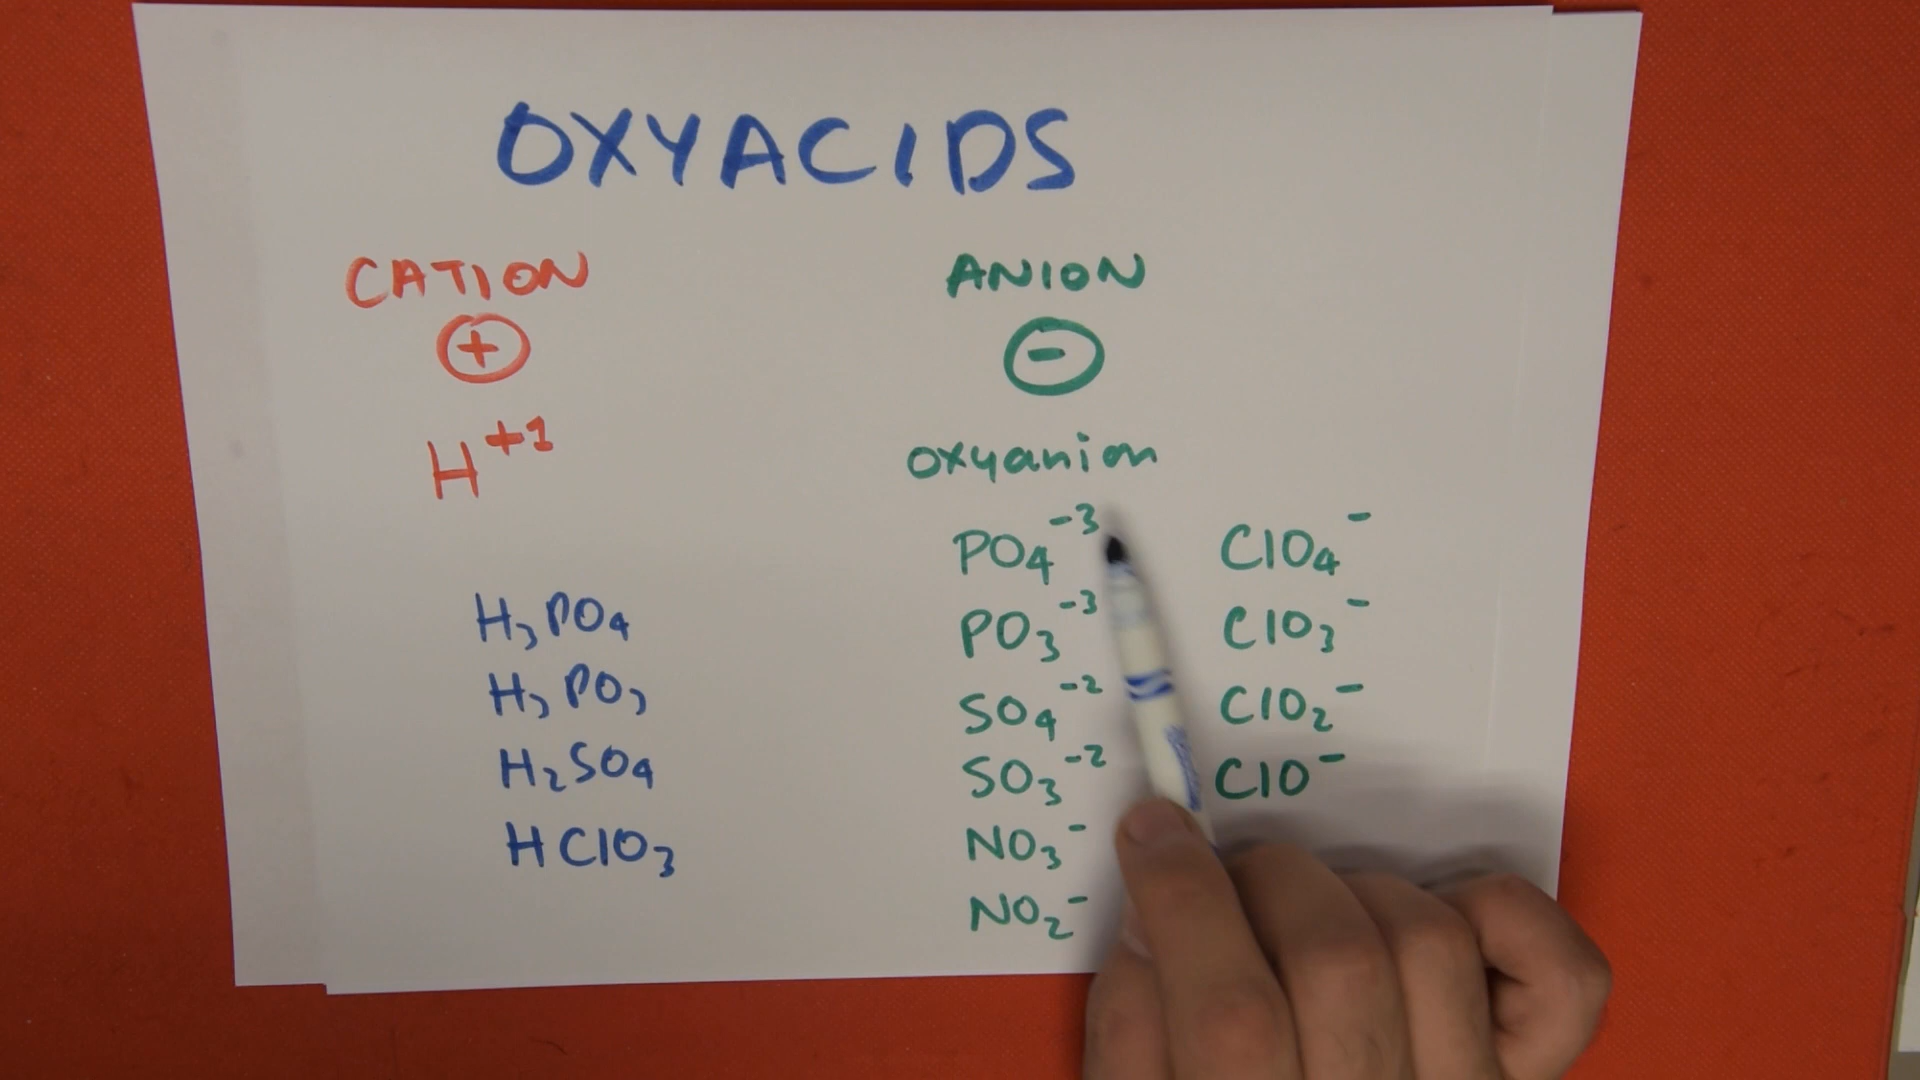 OXYACIDS
CATION
+
H+1
H3PO4
H3PO3
H2SO4
HClO3
ANION
-
oxyanion
PO4-3
PO3-3
SO4-2
SO3-2
NO3-
NO2-
ClO4-
ClO3-
ClO2-
ClO-